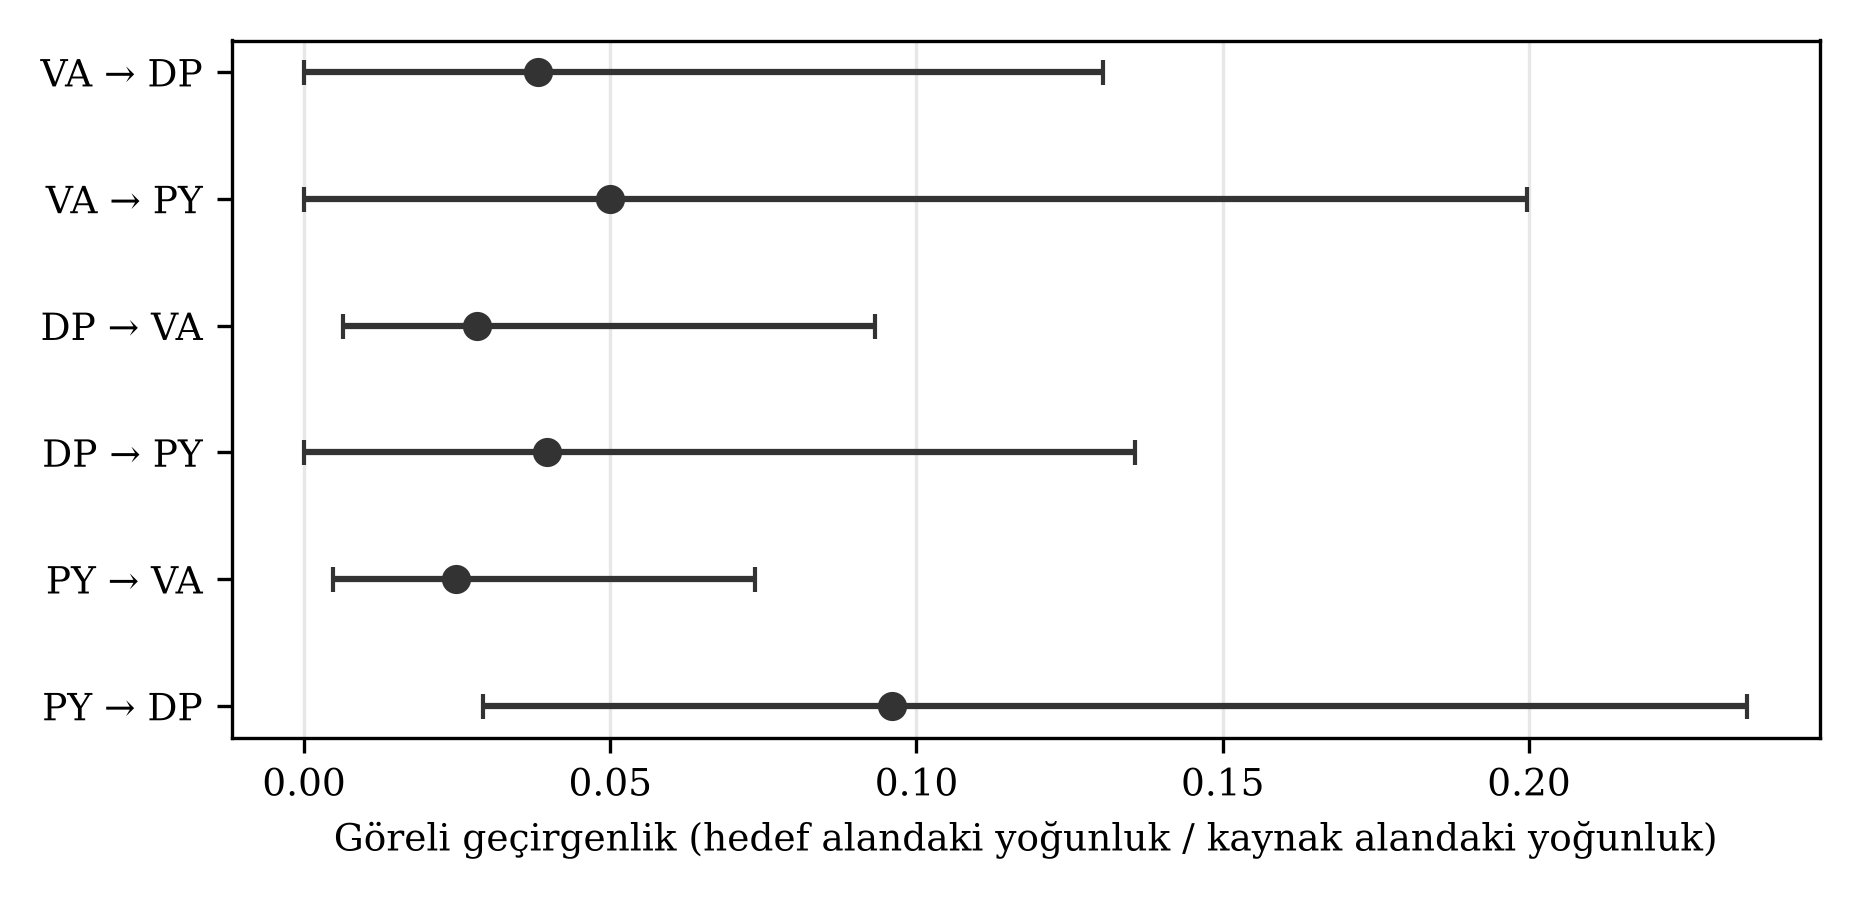 VA → DP
VA → PY
DP → VA
DP → PY
PY → VA
PY → DP
0.00 0.05 0.10 0.15 0.20
Göreli geçirgenlik (hedef alandaki yoğunluk / kaynak alandaki yoğunluk)